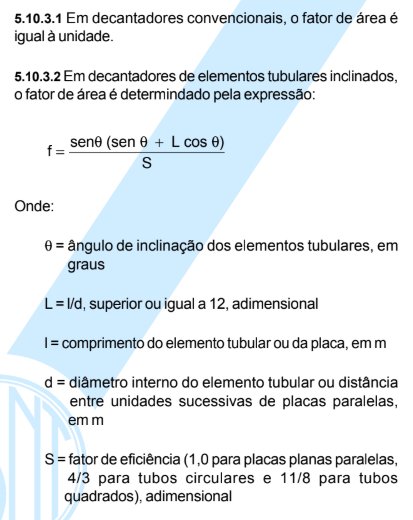 5.10.3.1 Em decantadores convencionais, o fator de área é
igual à unidade.
5.10.3.2 Em decantadores de elementos tubulares inclinados,
o fator de área é determindado pela expressão:
f = senθ (sen θ + L cos θ) / S
Onde:
θ = ângulo de inclinação dos elementos tubulares, em
graus
L = l/d, superior ou igual a 12, adimensional
l = comprimento do elemento tubular ou da placa, em m
d = diâmetro interno do elemento tubular ou distância
entre unidades sucessivas de placas paralelas,
em m
S = fator de eficiência (1,0 para placas planas paralelas,
4/3 para tubos circulares e 11/8 para tubos
quadrados), adimensional